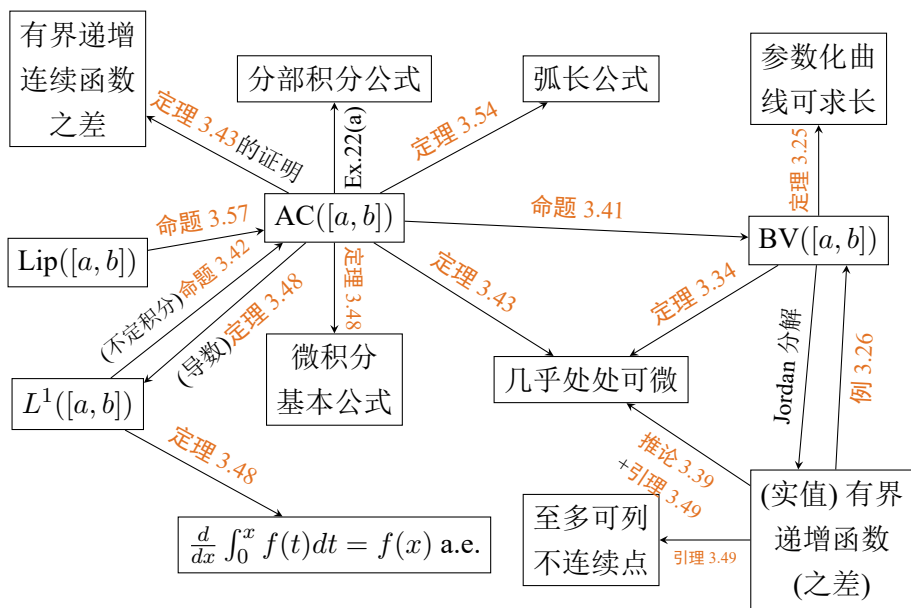 有界递增
连续函数
之差
分部积分公式
弧长公式
参数化曲
线可求长
定理 3.43的证明
Ex.22(a)
定理 3.54
定理 3.25
命题 3.57
AC([a, b])
命题 3.41
BV([a, b])
Lip([a, b])
(不定积分)命题 3.42
(导数)定理 3.48
定理 3.48
定理 3.43
定理 3.34
Jordan 分解
例 3.26
微积分
基本公式
几乎处处可微
L¹([a, b])
定理 3.48
推论 3.39
+引理 3.49
(实值) 有界
递增函数
(之差)
至多可列
不连续点
引理 3.49
d/dx ∫₀ˣ f(t)dt = f(x) a.e.